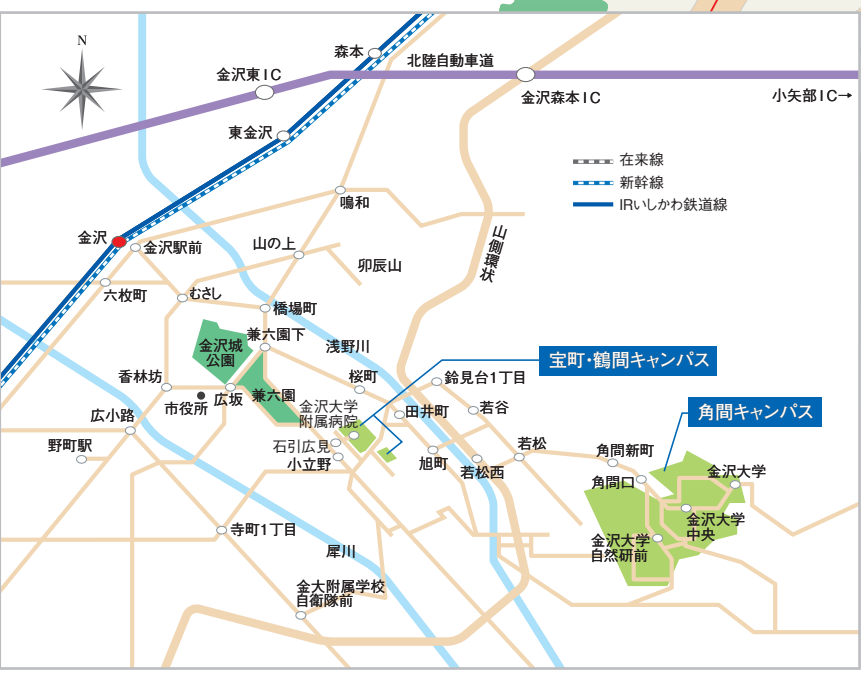 N
森本
北陸自動車道
金沢東IC
金沢森本IC
小矢部IC→
東金沢
在来線
新幹線
IRいしかわ鉄道線
鳴和
山側環状
金沢
金沢駅前
山の上
卯辰山
六枚町
むさし
橋場町
兼六園下
浅野川
金沢城
公園
宝町・鶴間キャンパス
香林坊
桜町
鈴見台1丁目
市役所
広坂
兼六園
金沢大学
附属病院
田井町
若谷
角間キャンパス
広小路
野町駅
石引広見
小立野
旭町
若松西
若松
角間新町
角間口
金沢大学
金沢大学
中央
寺町1丁目
犀川
金沢大学
自然研前
金大附属学校
自衛隊前